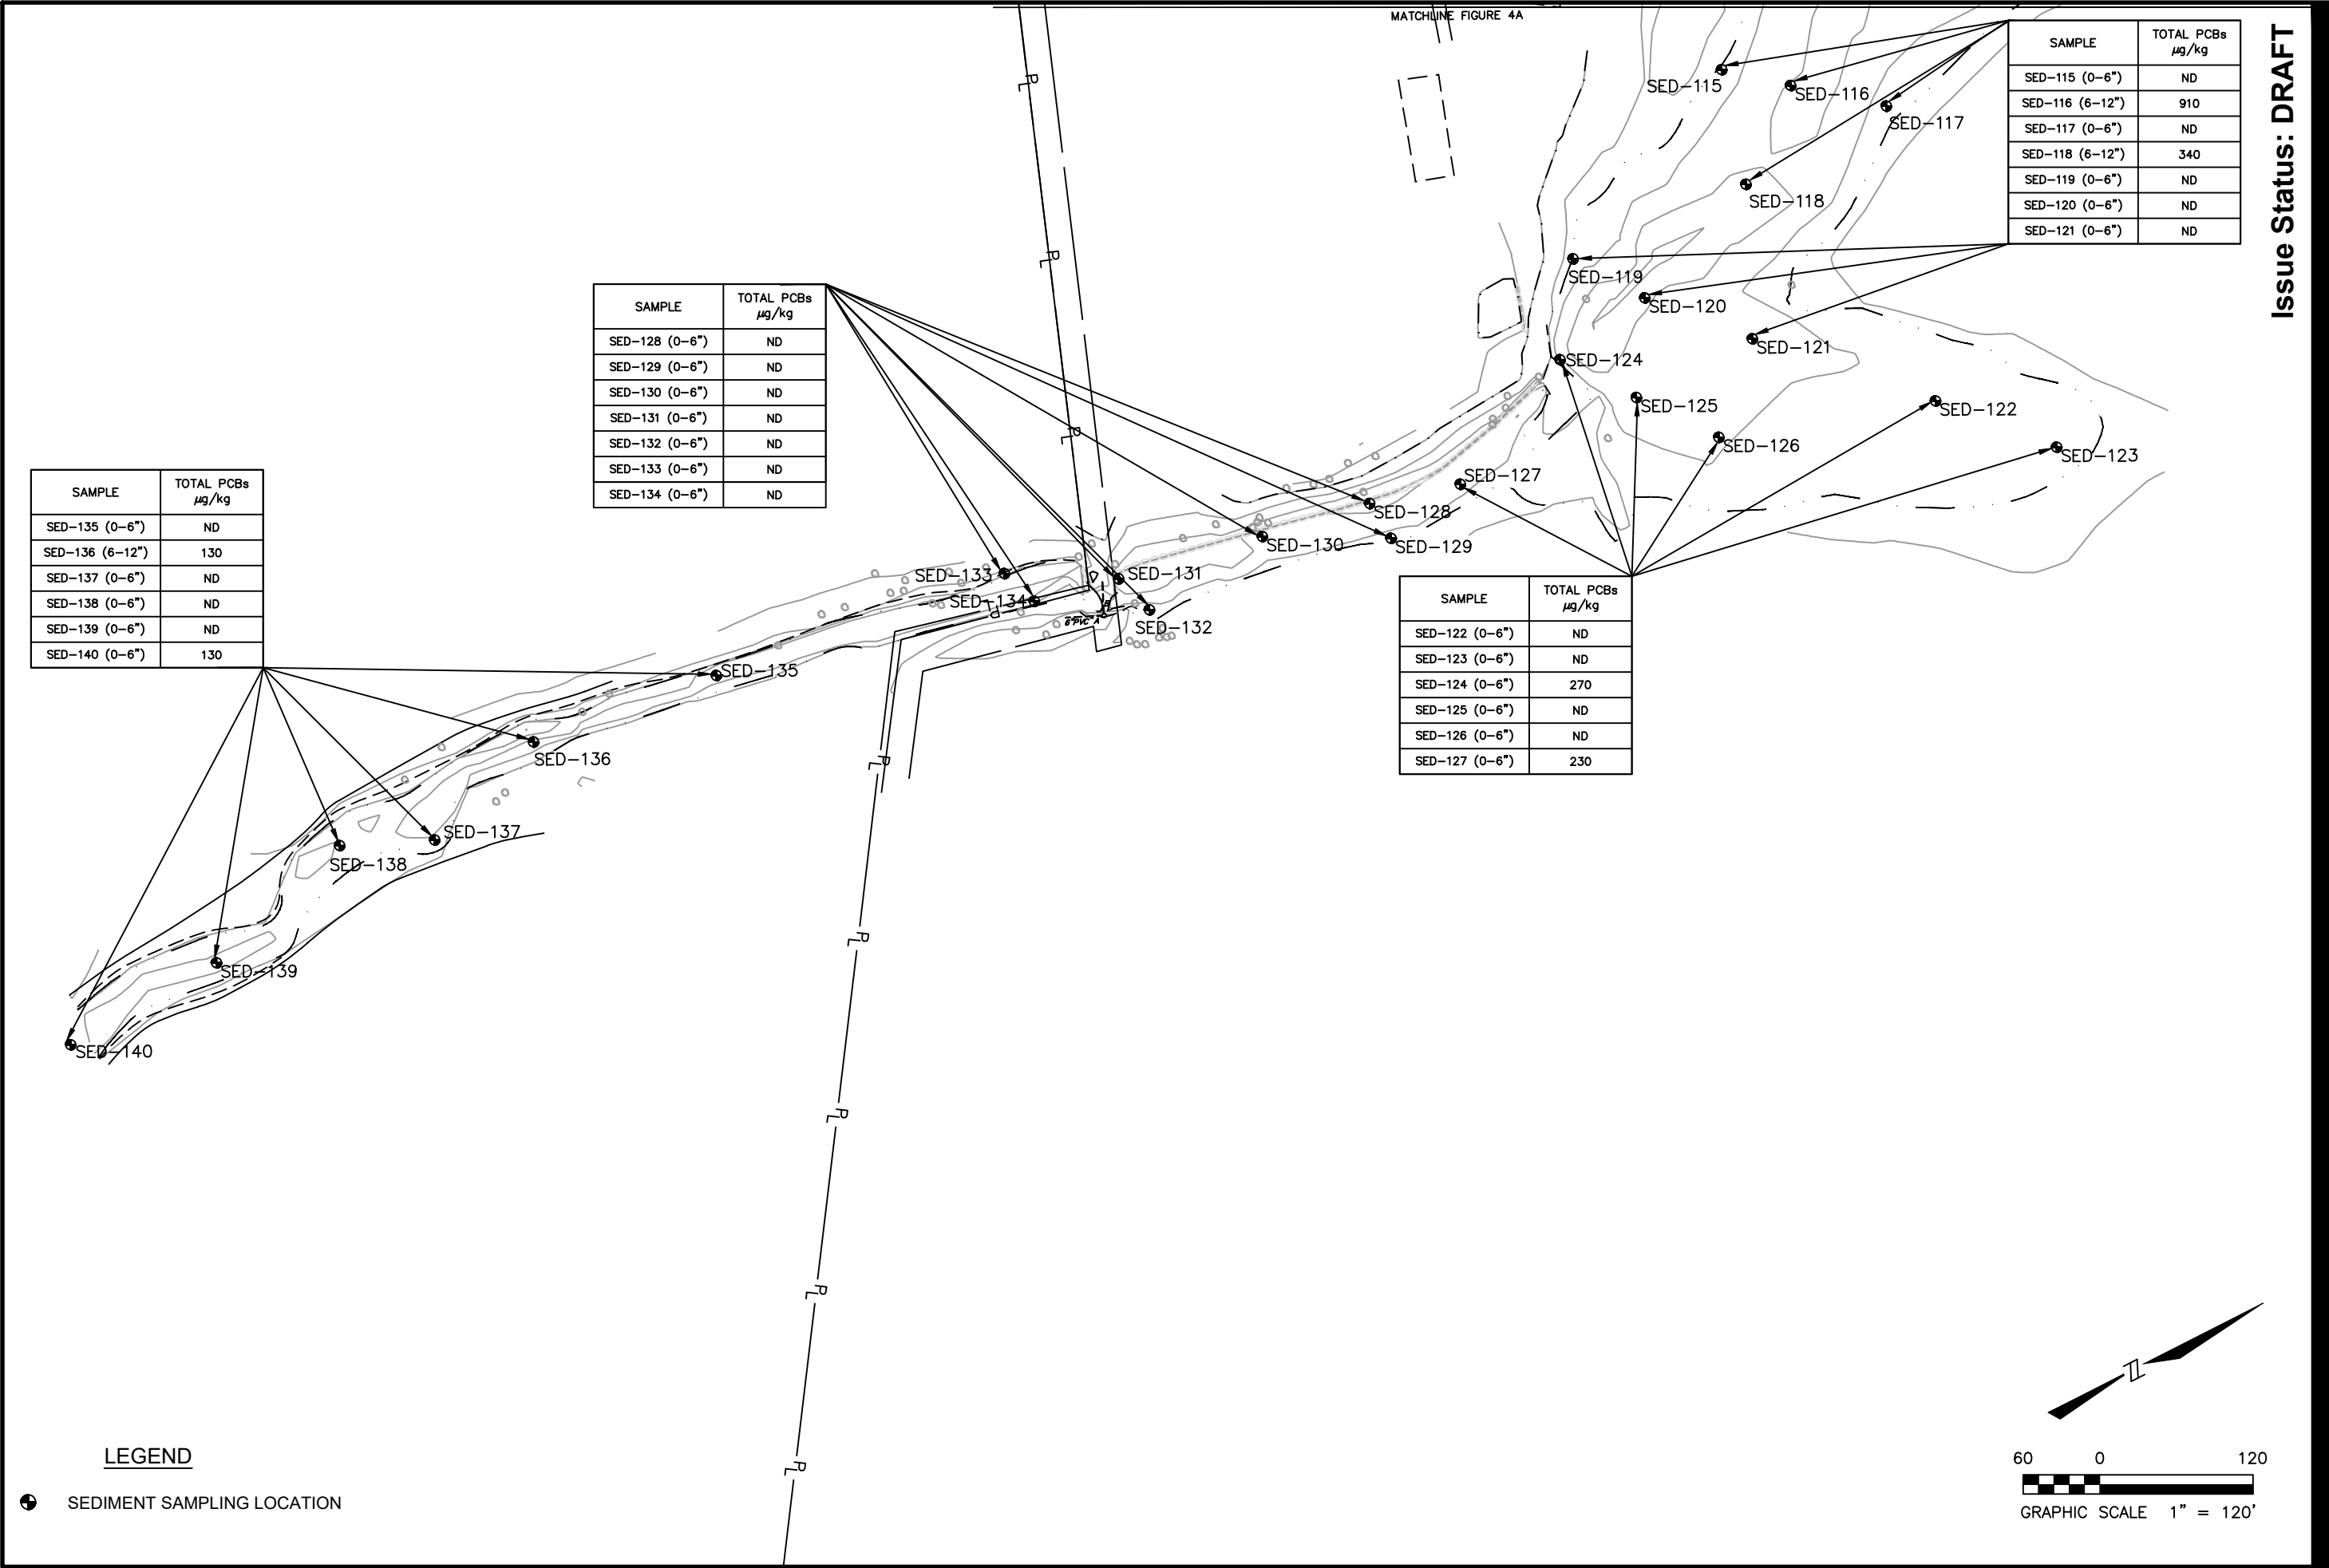 MATCHLINE FIGURE 4A
Issue Status: DRAFT
SAMPLE TOTAL PCBs µg/kg
SED-115 (0-6") ND
SED-116 (6-12") 910
SED-117 (0-6") ND
SED-118 (6-12") 340
SED-119 (0-6") ND
SED-120 (0-6") ND
SED-121 (0-6") ND
SED-115
SED-116
SED-117
SED-118
SED-119
SED-120
SED-121
SED-124
SED-125
SED-122
SED-126
SED-123
SED-127
SED-128
SED-129
SED-130
SED-131
SED-132
SED-133
SED-134
6"PVC
PL
PL
PL
PL
SAMPLE TOTAL PCBs µg/kg
SED-128 (0-6") ND
SED-129 (0-6") ND
SED-130 (0-6") ND
SED-131 (0-6") ND
SED-132 (0-6") ND
SED-133 (0-6") ND
SED-134 (0-6") ND
SAMPLE TOTAL PCBs µg/kg
SED-135 (0-6") ND
SED-136 (6-12") 130
SED-137 (0-6") ND
SED-138 (0-6") ND
SED-139 (0-6") ND
SED-140 (0-6") 130
SAMPLE TOTAL PCBs µg/kg
SED-122 (0-6") ND
SED-123 (0-6") ND
SED-124 (0-6") 270
SED-125 (0-6") ND
SED-126 (0-6") ND
SED-127 (0-6") 230
SED-135
SED-136
SED-137
SED-138
SED-139
SED-140
PL
PL
PL
PL
PL
N
LEGEND
SEDIMENT SAMPLING LOCATION
60 0 120
GRAPHIC SCALE 1" = 120'